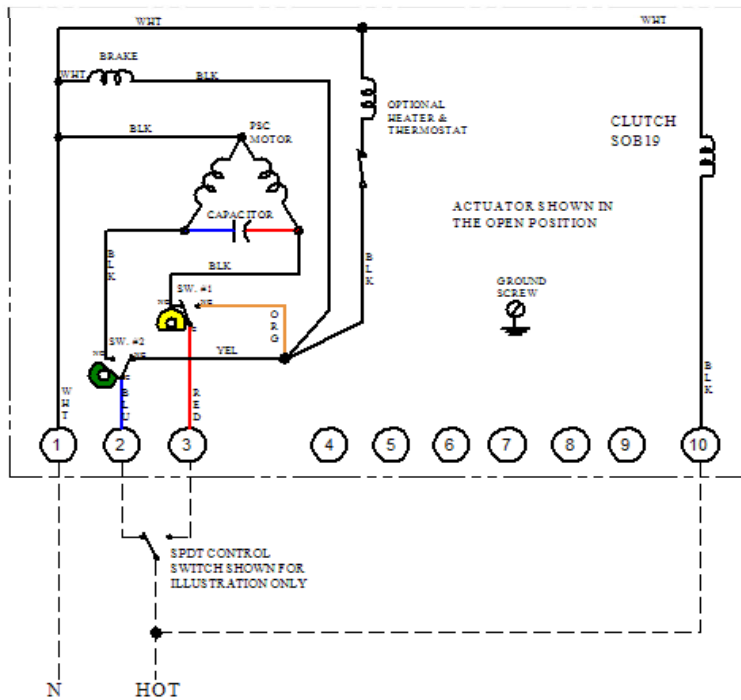 WHT
WHT
BRAKE
WHT
BLK
BLK
PSC
MOTOR
OPTIONAL
HEATER &
THERMOSTAT
CLUTCH
SOB19
CAPACITOR
ACTUATOR SHOWN IN
THE OPEN POSITION
BLK
BLK
BLK
SW. #1
GROUND
SCREW
ORG
SW. #2
YEL
WHT
BLU
RED
BLK
1
2
3
4
5
6
7
8
9
10
SPDT CONTROL
SWITCH SHOWN FOR
ILLUSTRATION ONLY
N
HOT